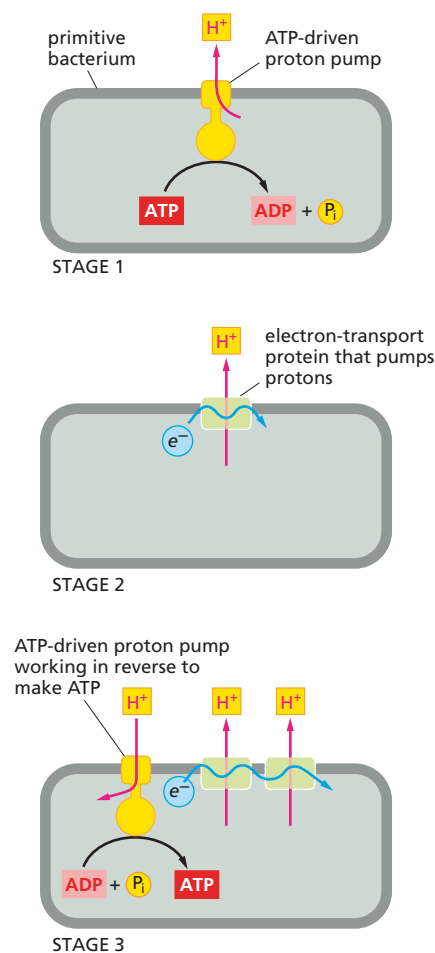 H⁺
primitive
bacterium
ATP-driven
proton pump
ATP
ADP + Pᵢ
STAGE 1
H⁺
electron-transport
protein that pumps
protons
e⁻
STAGE 2
ATP-driven proton pump
working in reverse to
make ATP
H⁺
H⁺
H⁺
e⁻
ADP + Pᵢ
ATP
STAGE 3